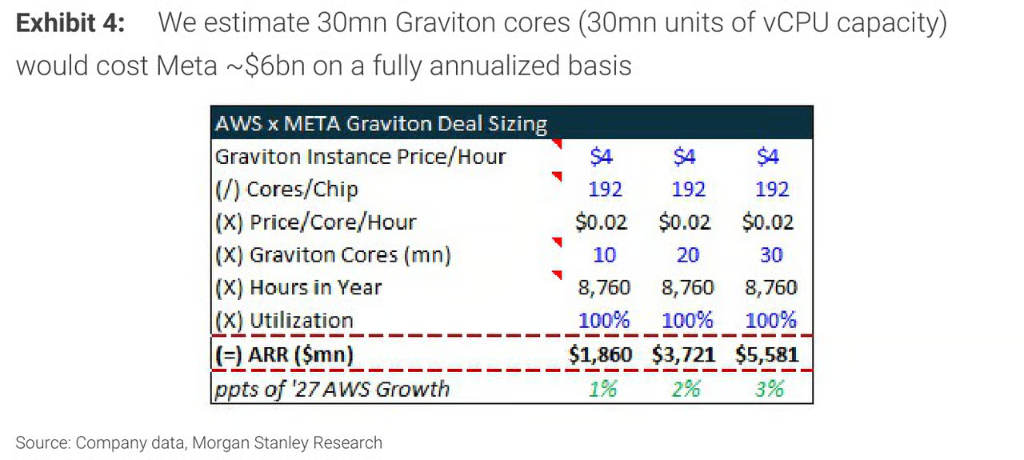 Exhibit 4: We estimate 30mn Graviton cores (30mn units of vCPU capacity)
would cost Meta ~$6bn on a fully annualized basis
AWS x META Graviton Deal Sizing
Graviton Instance Price/Hour $4 $4 $4
(/) Cores/Chip 192 192 192
(X) Price/Core/Hour $0.02 $0.02 $0.02
(X) Graviton Cores (mn) 10 20 30
(X) Hours in Year 8,760 8,760 8,760
(X) Utilization 100% 100% 100%
(=) ARR ($mn) $1,860 $3,721 $5,581
ppts of '27 AWS Growth 1% 2% 3%
Source: Company data, Morgan Stanley Research